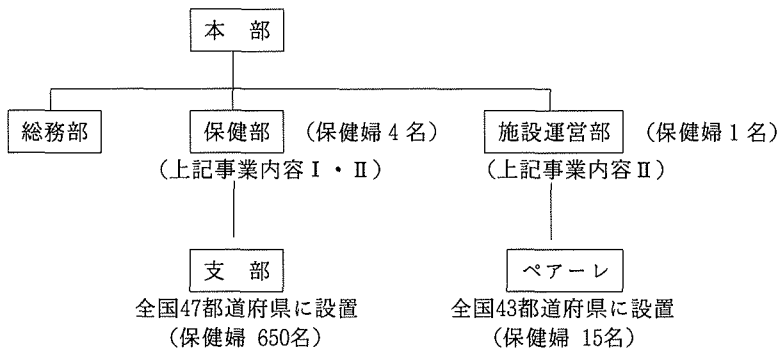 本 部
総務部 保健部 (保健婦4名) 施設運営部 (保健婦1名)
(上記事業内容Ⅰ・Ⅱ) (上記事業内容Ⅱ)
支 部 ペアーレ
全国47都道府県に設置 全国43都道府県に設置
(保健婦 650名) (保健婦 15名)